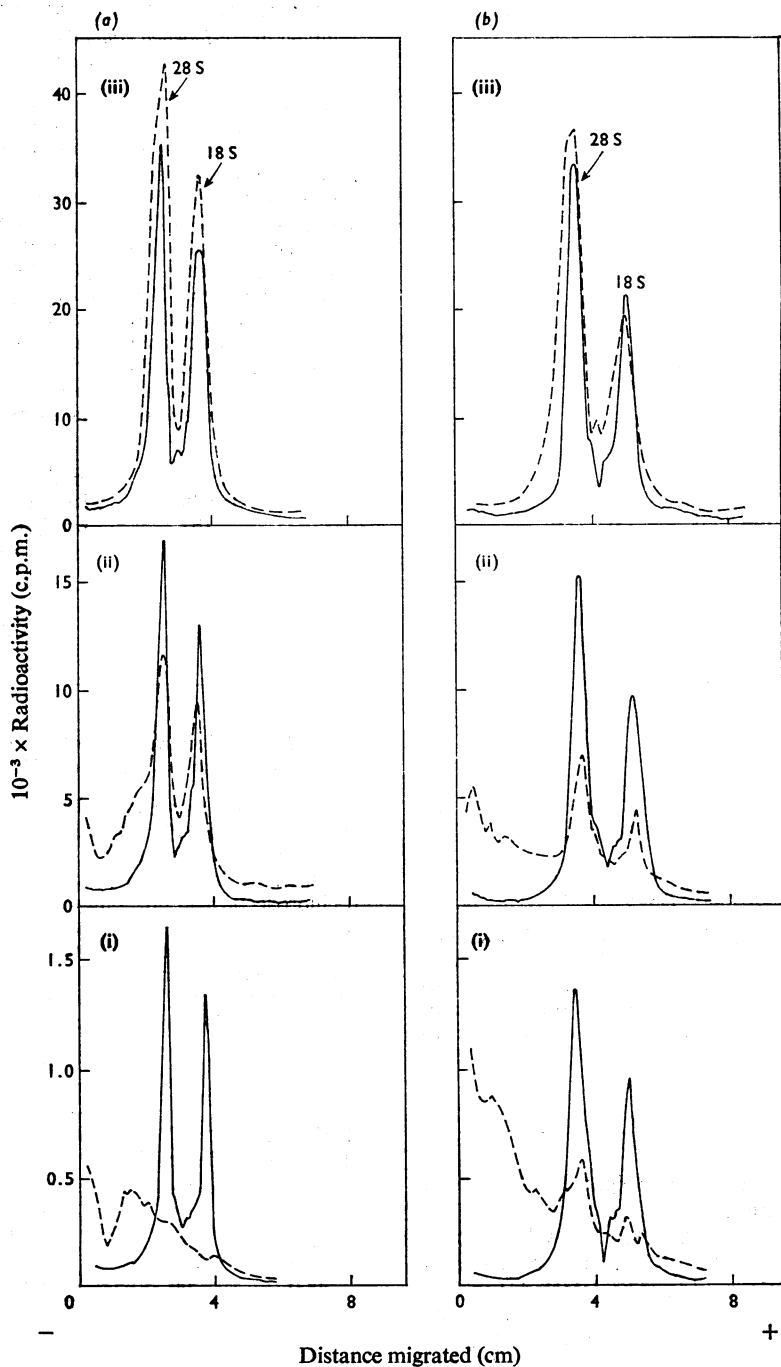 (a) (b)
(iii) 28 S 18 S
(iii) 28 S 18 S
40
30
20
10
0
(ii) (ii)
15
10
5
0
(i) (i)
1.5
1.0
0.5
0 4 8 0 4 8
− +
10⁻³ × Radioactivity (c.p.m.)
Distance migrated (cm)